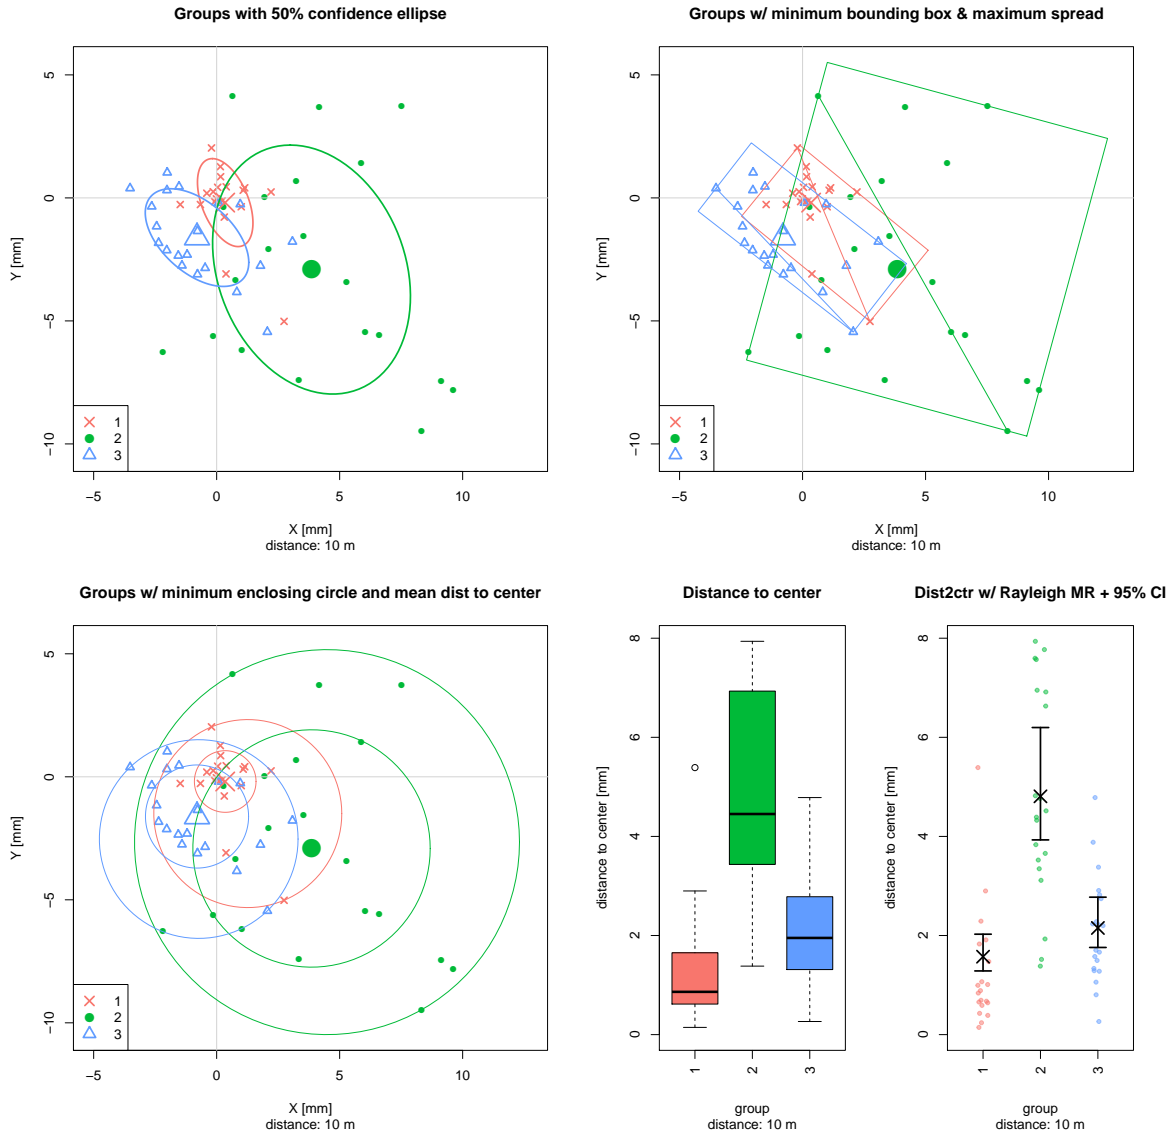 Groups with 50% confidence ellipse
Y [mm]
5
0
−5
−10
1
2
3
−5
0
5
10
X [mm]
distance: 10 m
Groups w/ minimum bounding box & maximum spread
Y [mm]
5
0
−5
−10
1
2
3
−5
0
5
10
X [mm]
distance: 10 m
Groups w/ minimum enclosing circle and mean dist to center
Y [mm]
5
0
−5
−10
1
2
3
−5
0
5
10
X [mm]
distance: 10 m
Distance to center
distance to center [mm]
8
6
4
2
0
1
2
3
group
distance: 10 m
Dist2ctr w/ Rayleigh MR + 95% CI
distance to center [mm]
8
6
4
2
0
1
2
3
group
distance: 10 m